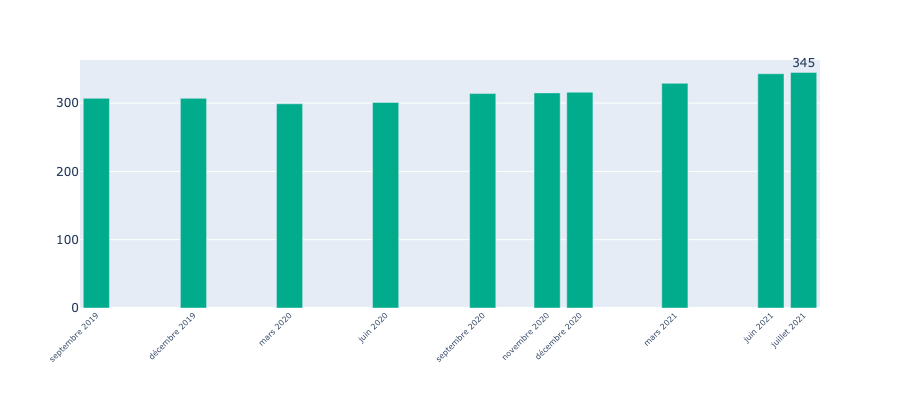 345
300
200
100
0
septembre 2019
décembre 2019
mars 2020
juin 2020
septembre 2020
novembre 2020
décembre 2020
mars 2021
juin 2021
juillet 2021